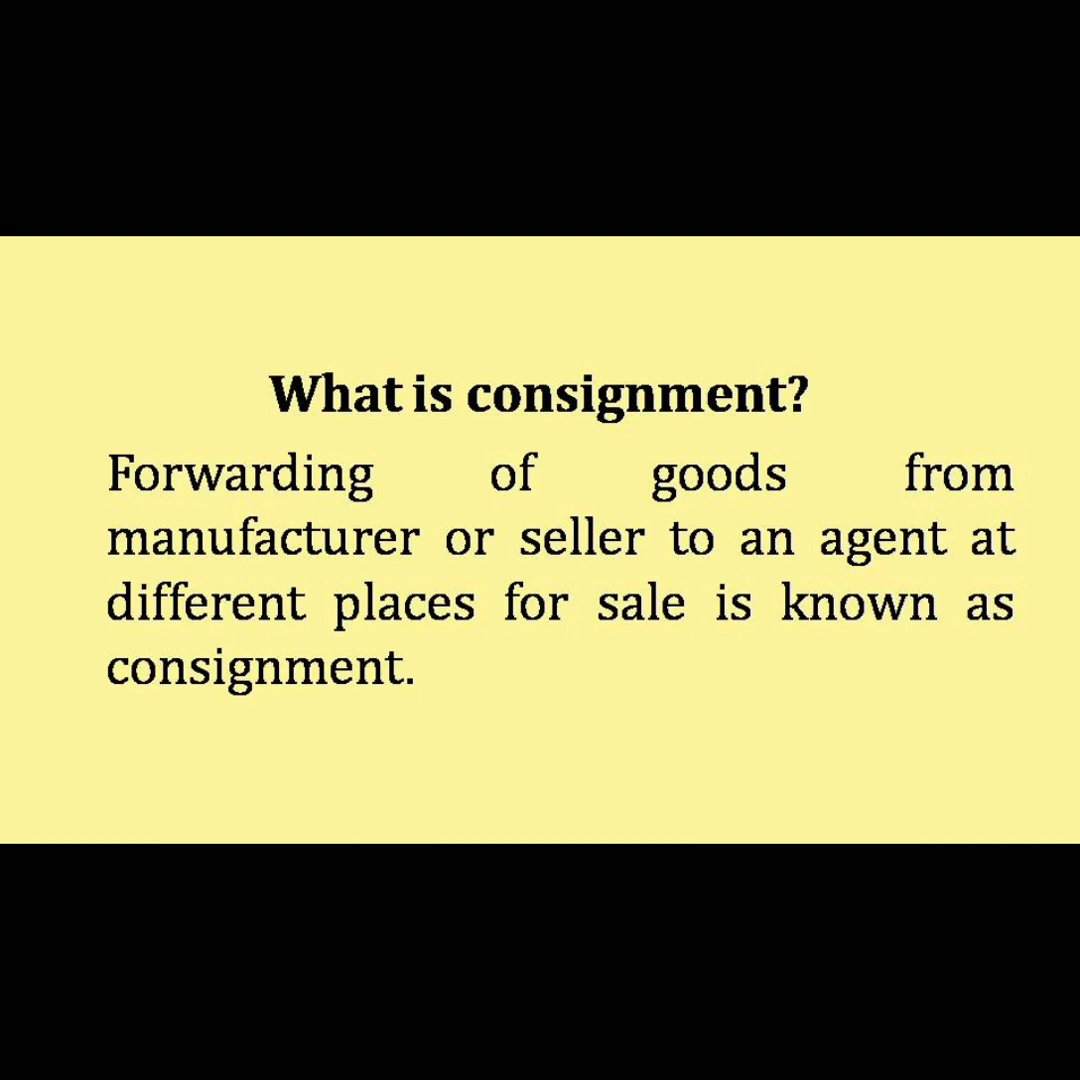 What is consignment?
Forwarding of goods from
manufacturer or seller to an agent at
different places for sale is known as
consignment.